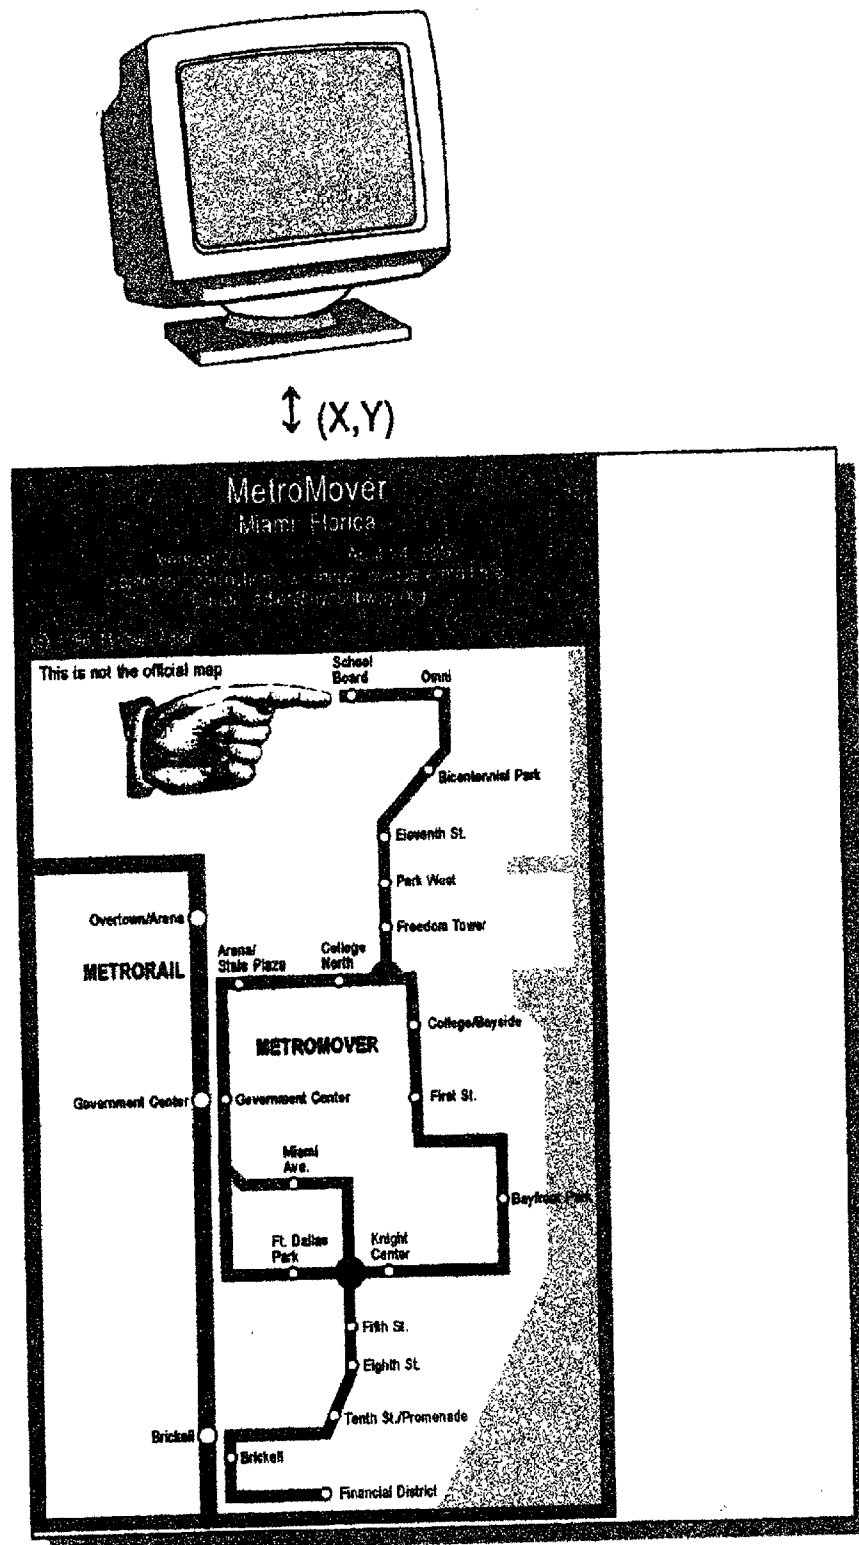 (X,Y)
MetroMover
Miami, Florica
This is not the official map
School
Board
Omni
Bicentennial Park
Eleventh St.
Park West
Freedom Tower
Overtown/Arena
METRORAIL
Arena/
State Plaza
College
North
College/Bayside
METROMOVER
Government Center
Government Center
First St.
Miami
Ave.
Bayfront Park
Ft. Dallas
Park
Knight
Center
Fifth St.
Eighth St.
Tenth St./Promenade
Brickell
Brickell
Financial District